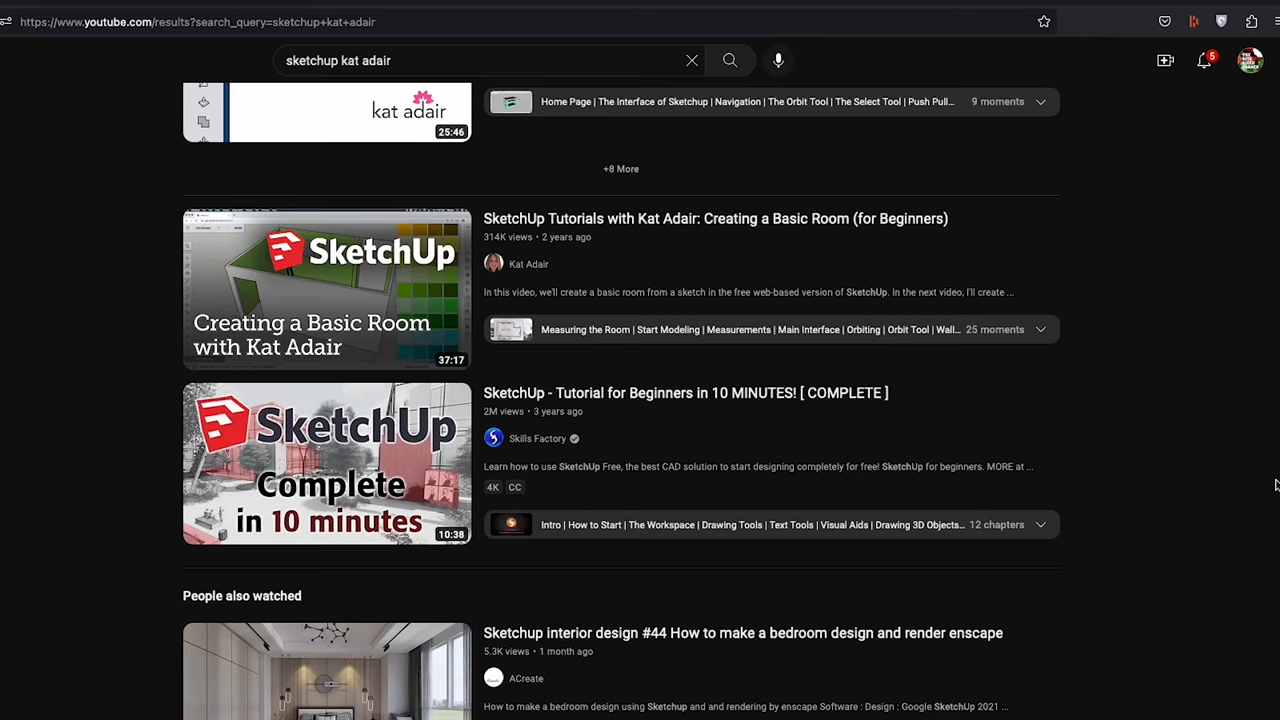 https://www.youtube.com/results?search_query=sketchup+kat+adair
sketchup kat adair
5
kat adair
25:46
Home Page | The Interface of Sketchup | Navigation | The Orbit Tool | The Select Tool | Push Pull...
9 moments
+8 More
SketchUp
Creating a Basic Room
with Kat Adair
37:17
SketchUp Tutorials with Kat Adair: Creating a Basic Room (for Beginners)
314K views • 2 years ago
Kat Adair
In this video, we'll create a basic room from a sketch in the free web-based version of SketchUp. In the next video, I'll create ...
Measuring the Room | Start Modeling | Measurements | Main Interface | Orbiting | Orbit Tool | Wall...
25 moments
SketchUp
Complete
in 10 minutes
10:38
SketchUp - Tutorial for Beginners in 10 MINUTES! [ COMPLETE ]
2M views • 3 years ago
Skills Factory
Learn how to use SketchUp Free, the best CAD solution to start designing completely for free! SketchUp for beginners. MORE at ...
4K CC
Intro | How to Start | The Workspace | Drawing Tools | Text Tools | Visual Aids | Drawing 3D Objects...
12 chapters
People also watched
Sketchup interior design #44 How to make a bedroom design and render enscape
5.3K views • 1 month ago
ACreate
How to make a bedroom design using Sketchup and and rendering by enscape Software : Design : Google SketchUp 2021 ...